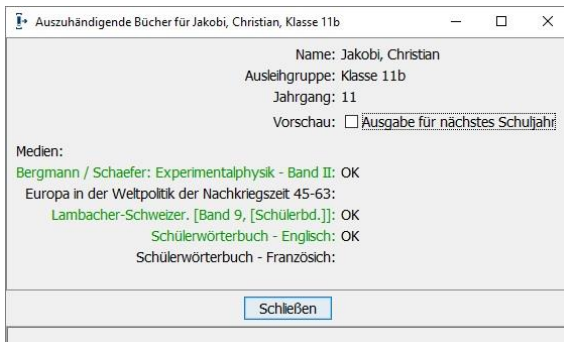 Auszuhändigende Bücher für Jakobi, Christian, Klasse 11b
Name: Jakobi, Christian
Ausleihgruppe: Klasse 11b
Jahrgang: 11
Vorschau: Ausgabe für nächstes Schuljahr
Medien:
Bergmann / Schaefer: Experimentalphysik - Band II: OK
Europa in der Weltpolitik der Nachkriegszeit 45-63:
Lambacher-Schweizer. [Band 9, [Schülerbd.]]: OK
Schülerwörterbuch - Englisch: OK
Schülerwörterbuch - Französich:
Schließen